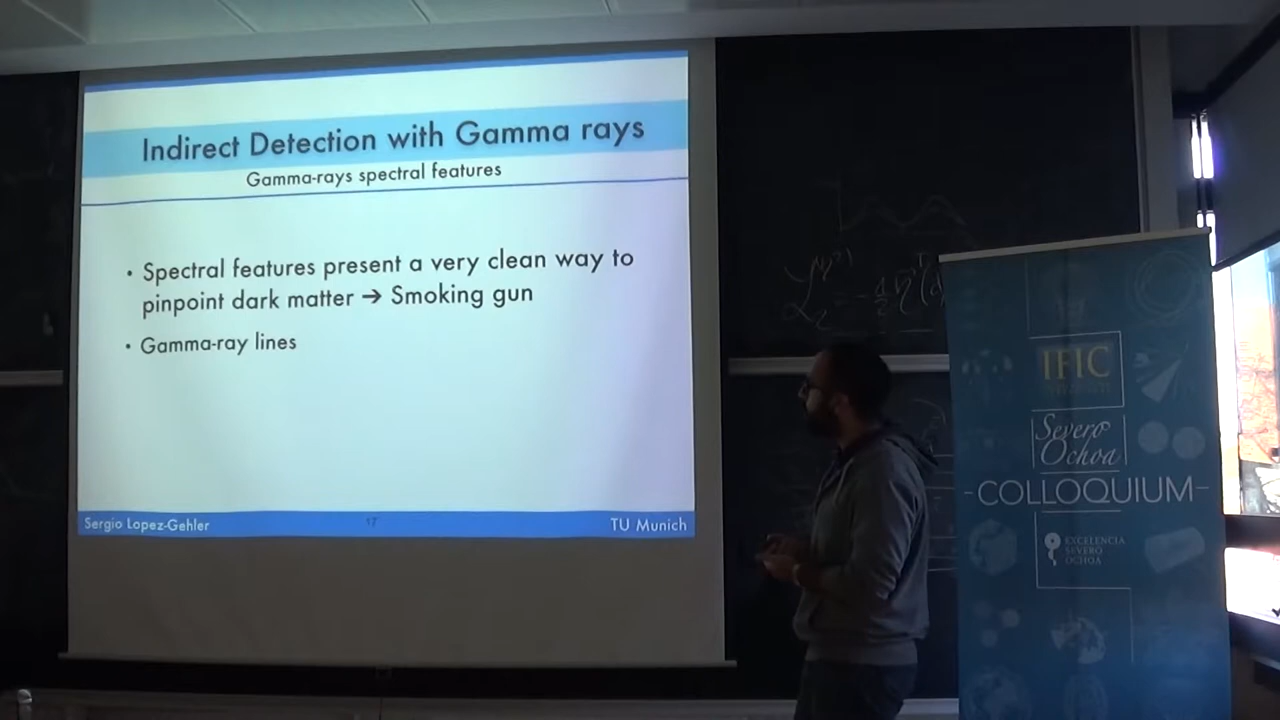 Indirect Detection with Gamma rays
Gamma-rays spectral features
• Spectral features present a very clean way to
pinpoint dark matter ➔ Smoking gun
• Gamma-ray lines
Sergio Lopez-Gehler
17
TU Munich
IFIC
Severo
Ochoa
-COLLOQUIUM-
EXCELENCIA
SEVERO
OCHOA